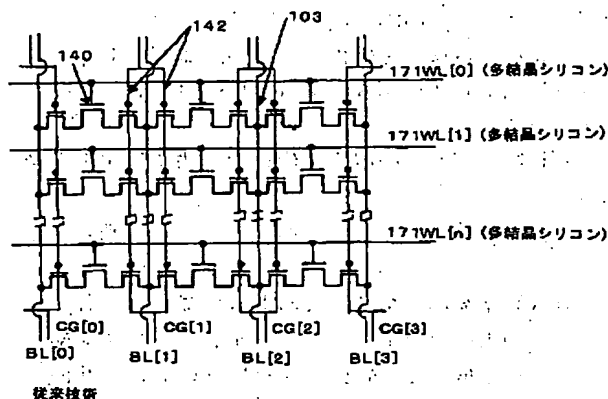 140
142
103
171WL[0] (多結晶シリコン)
171WL[1] (多結晶シリコン)
171WL[n] (多結晶シリコン)
CG[0] CG[1] CG[2] CG[3]
BL[0] BL[1] BL[2] BL[3]
従来技術